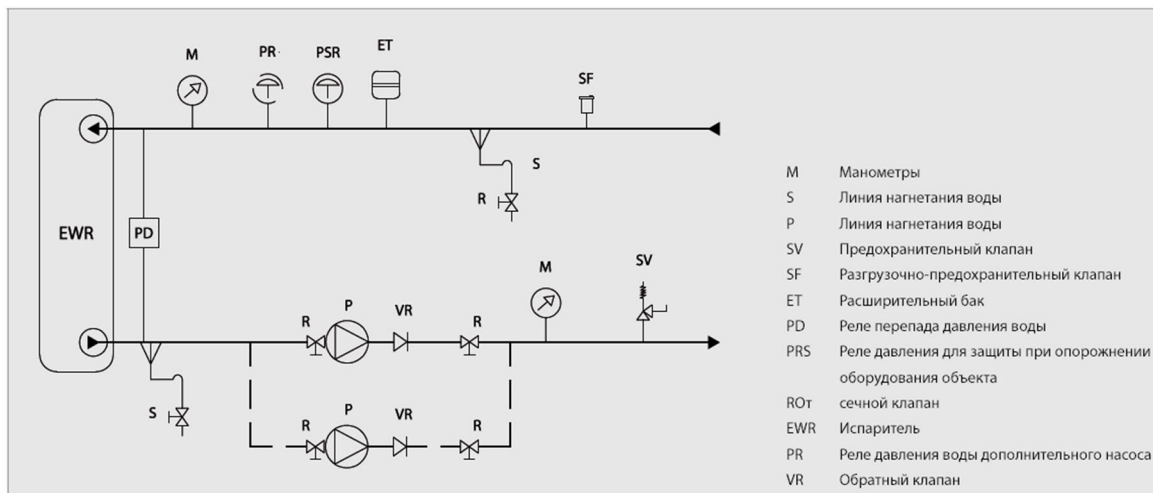 M
PR
PSR
ET
SF
S
R
EWR
PD
M
SV
R
P
VR
R
S
R
P
VR
R
M Манометры
S Линия нагнетания воды
P Линия нагнетания воды
SV Предохранительный клапан
SF Разгрузочно-предохранительный клапан
ET Расширительный бак
PD Реле перепада давления воды
PRS Реле давления для защиты при опорожнении
оборудования объекта
ROт сечной клапан
EWR Испаритель
PR Реле давления воды дополнительного насоса
VR Обратный клапан